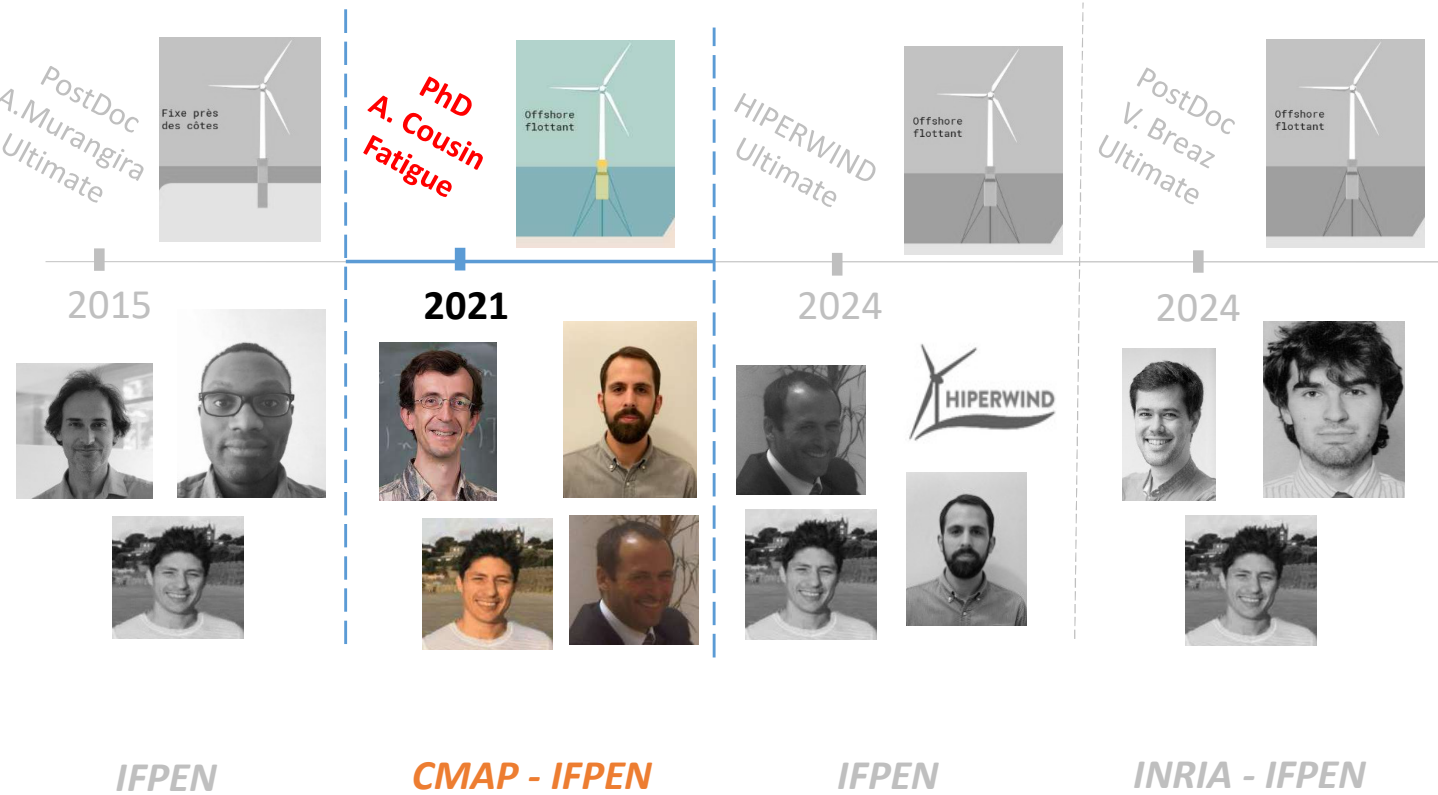 PostDoc
A.Murangira
Ultimate
Fixe près
des côtes
2015
IFPEN
PhD
A. Cousin
Fatigue
Offshore
flottant
2021
CMAP - IFPEN
HIPERWIND
Ultimate
Offshore
flottant
2024
HIPERWIND
IFPEN
PostDoc
V. Breaz
Ultimate
Offshore
flottant
2024
INRIA - IFPEN